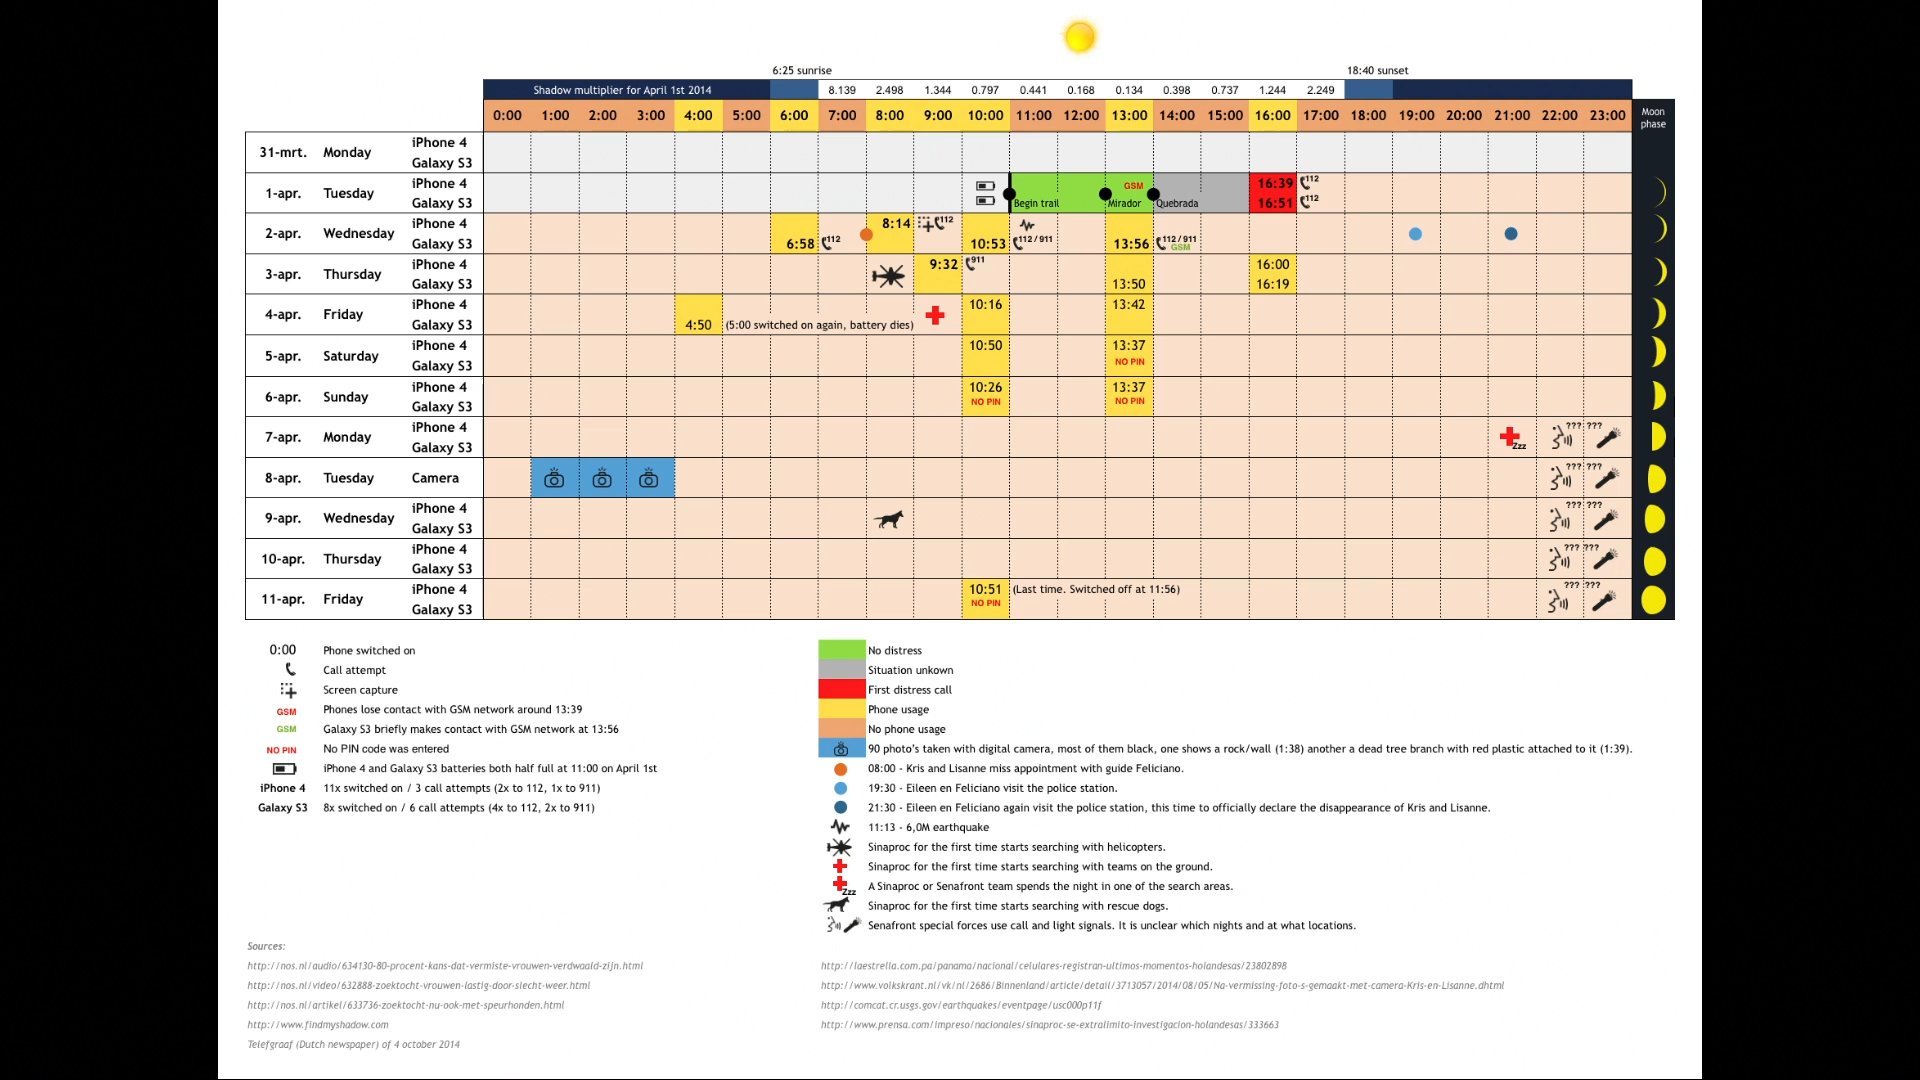 6:25 sunrise 18:40 sunset
Shadow multiplier for April 1st 2014 8.139 2.498 1.344 0.797 0.441 0.168 0.134 0.398 0.737 1.244 2.249
0:00 1:00 2:00 3:00 4:00 5:00 6:00 7:00 8:00 9:00 10:00 11:00 12:00 13:00 14:00 15:00 16:00 17:00 18:00 19:00 20:00 21:00 22:00 23:00 Moon phase
31-mrt. Monday iPhone 4
Galaxy S3
1-apr. Tuesday iPhone 4 GSM 16:39 112
Galaxy S3 Begin trail Mirador Quebrada 16:51 112
2-apr. Wednesday iPhone 4 8:14 112
Galaxy S3 6:58 112 10:53 112 / 911 13:56 112 / 911 GSM
3-apr. Thursday iPhone 4 9:32 911 16:00
Galaxy S3 13:50 16:19
4-apr. Friday iPhone 4 10:16 13:42
Galaxy S3 4:50 (5:00 switched on again, battery dies)
5-apr. Saturday iPhone 4 10:50 13:37
Galaxy S3 NO PIN
6-apr. Sunday iPhone 4 10:26 13:37
Galaxy S3 NO PIN NO PIN
7-apr. Monday iPhone 4 ??? ???
Galaxy S3 Zzz
8-apr. Tuesday Camera ??? ???
9-apr. Wednesday iPhone 4 ??? ???
Galaxy S3
10-apr. Thursday iPhone 4 ??? ???
Galaxy S3
11-apr. Friday iPhone 4 10:51 (Last time. Switched off at 11:56) ??? ???
Galaxy S3 NO PIN
0:00 Phone switched on
Call attempt
Screen capture
GSM Phones lose contact with GSM network around 13:39
GSM Galaxy S3 briefly makes contact with GSM network at 13:56
NO PIN No PIN code was entered
iPhone 4 and Galaxy S3 batteries both half full at 11:00 on April 1st
iPhone 4 11x switched on / 3 call attempts (2x to 112, 1x to 911)
Galaxy S3 8x switched on / 6 call attempts (4x to 112, 2x to 911)
No distress
Situation unkown
First distress call
Phone usage
No phone usage
90 photo's taken with digital camera, most of them black, one shows a rock/wall (1:38) another a dead tree branch with red plastic attached to it (1:39).
08:00 - Kris and Lisanne miss appointment with guide Feliciano.
19:30 - Eileen en Feliciano visit the police station.
21:30 - Eileen en Feliciano again visit the police station, this time to officially declare the disappearance of Kris and Lisanne.
11:13 - 6,0M earthquake
Sinaproc for the first time starts searching with helicopters.
Sinaproc for the first time starts searching with teams on the ground.
Zzz A Sinaproc or Senafront team spends the night in one of the search areas.
Sinaproc for the first time starts searching with rescue dogs.
Senafront special forces use call and light signals. It is unclear which nights and at what locations.
Sources:
http://nos.nl/audio/634130-80-procent-kans-dat-vermiste-vrouwen-verdwaald-zijn.html
http://nos.nl/video/632888-zoektocht-vrouwen-lastig-door-slecht-weer.html
http://nos.nl/artikel/633736-zoektocht-nu-ook-met-speurhonden.html
http://www.findmyshadow.com
Telefgraaf (Dutch newspaper) of 4 october 2014
http://laestrella.com.pa/panama/nacional/celulares-registran-ultimos-momentos-holandesas/23802898
http://www.volkskrant.nl/vk/nl/2686/Binnenland/article/detail/3713057/2014/08/05/Na-vermissing-foto-s-gemaakt-met-camera-Kris-en-Lisanne.dhtml
http://comcat.cr.usgs.gov/earthquakes/eventpage/usc000p11f
http://www.prensa.com/impreso/nacionales/sinaproc-se-extralimito-investigacion-holandesas/333663